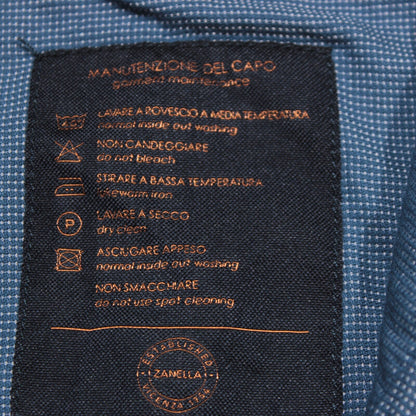 MANUTENZIONE DEL CAPO
garment maintenance
LAVARE A ROVESCIO A MEDIA TEMPERATURA
normal inside out washing
NON CANDEGGIARE
do not bleach
STIRARE A BASSA TEMPERATURA
lukewarm iron
P
LAVARE A SECCO
dry clean
ASCIUGARE APPESO
normal inside out washing
NON SMACCHIARE
do not use spot cleaning
ESTABLISHED
ZANELLA
VICENZA 1954